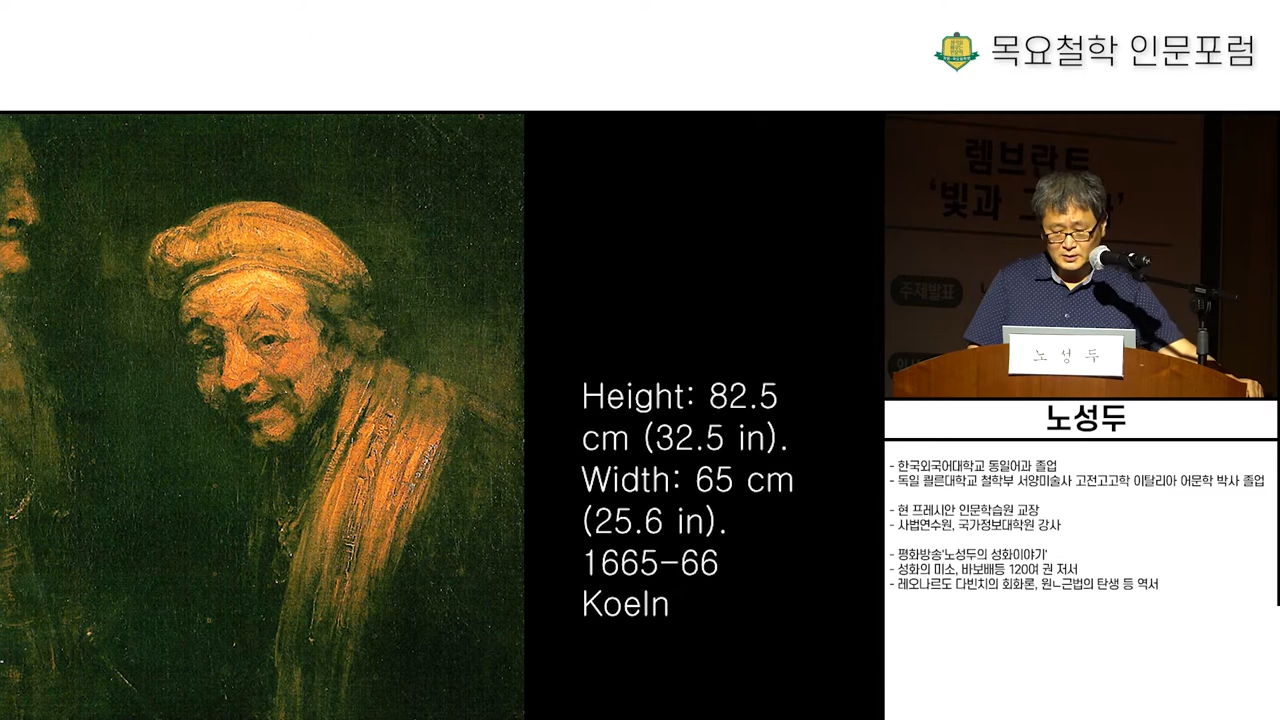 목요철학 인문포럼
렘브란트
'빛과
주제발표
노 성 두
Height: 82.5
cm (32.5 in).
Width: 65 cm
(25.6 in).
1665-66
Koeln
노성두
- 한국외국어대학교 동일어과 졸업
- 독일 쾰른대학교 철학부 서양미술사 고전고고학 이탈리아 어문학 박사 졸업
- 현 프레시안 인문학습원 교장
- 사법연수원, 국가정보대학원 강사
- 평화방송'노성두의 성화이야기'
- 성화의 미소, 바보배등 120여 권 저서
- 레오나르도 다빈치의 회화론, 원ㄴ근법의 탄생 등 역서